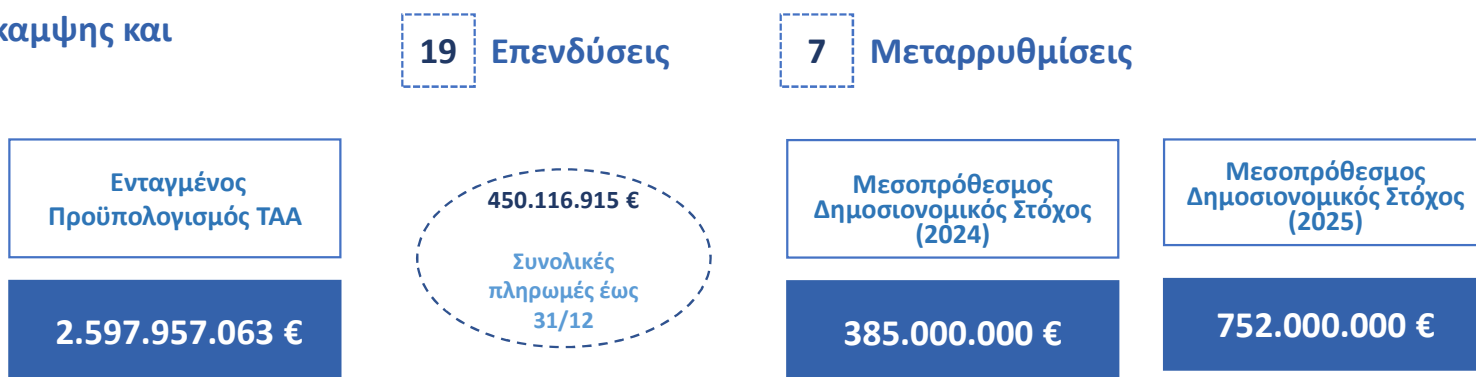 καμψης και
19 Επενδύσεις
7 Μεταρρυθμίσεις
Ενταγμένος
Προϋπολογισμός ΤΑΑ
2.597.957.063 €
450.116.915 €
Συνολικές
πληρωμές έως
31/12
Μεσοπρόθεσμος
Δημοσιονομικός Στόχος
(2024)
385.000.000 €
Μεσοπρόθεσμος
Δημοσιονομικός Στόχος
(2025)
752.000.000 €